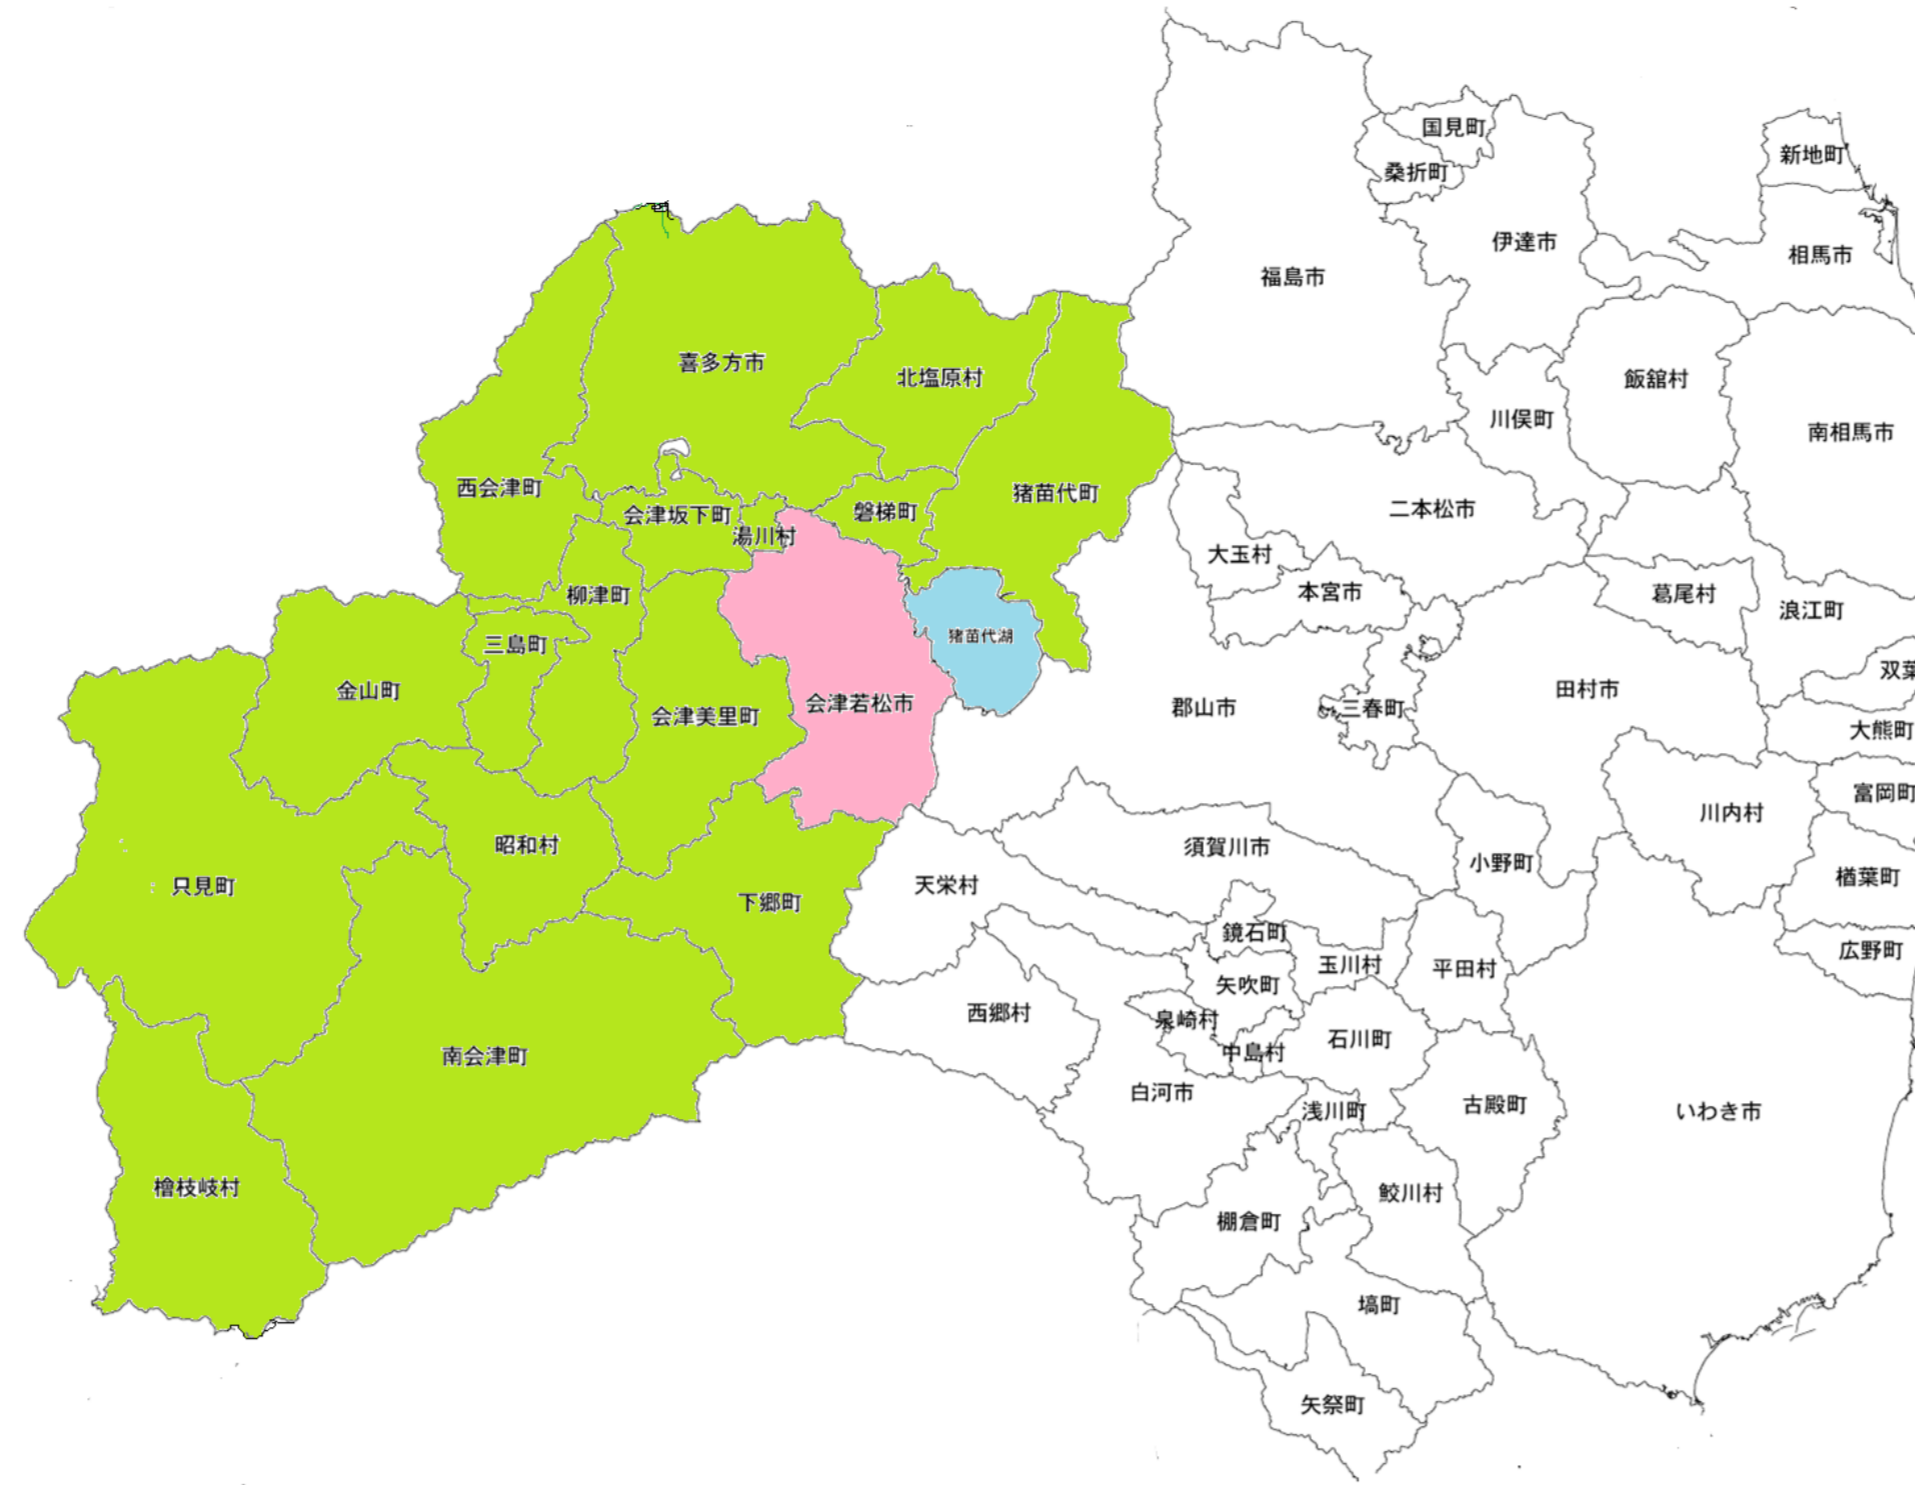 国見町
新地町
桑折町
伊達市
相馬市
福島市
喜多方市
北塩原村
飯舘村
川俣町
南相馬市
西会津町
猪苗代町
二本松市
会津坂下町
磐梯町
湯川村
大玉村
柳津町
本宮市
葛尾村
浪江町
三島町
猪苗代湖
双葉
金山町
田村市
会津若松市
郡山市
三春町
会津美里町
大熊町
富岡町
川内村
昭和村
須賀川市
小野町
楢葉町
只見町
天栄村
下郷町
鏡石町
広野町
玉川村
平田村
矢吹町
西郷村
泉崎村
石川町
中島村
南会津町
白河市
浅川町
古殿町
いわき市
檜枝岐村
鮫川村
棚倉町
塙町
矢祭町